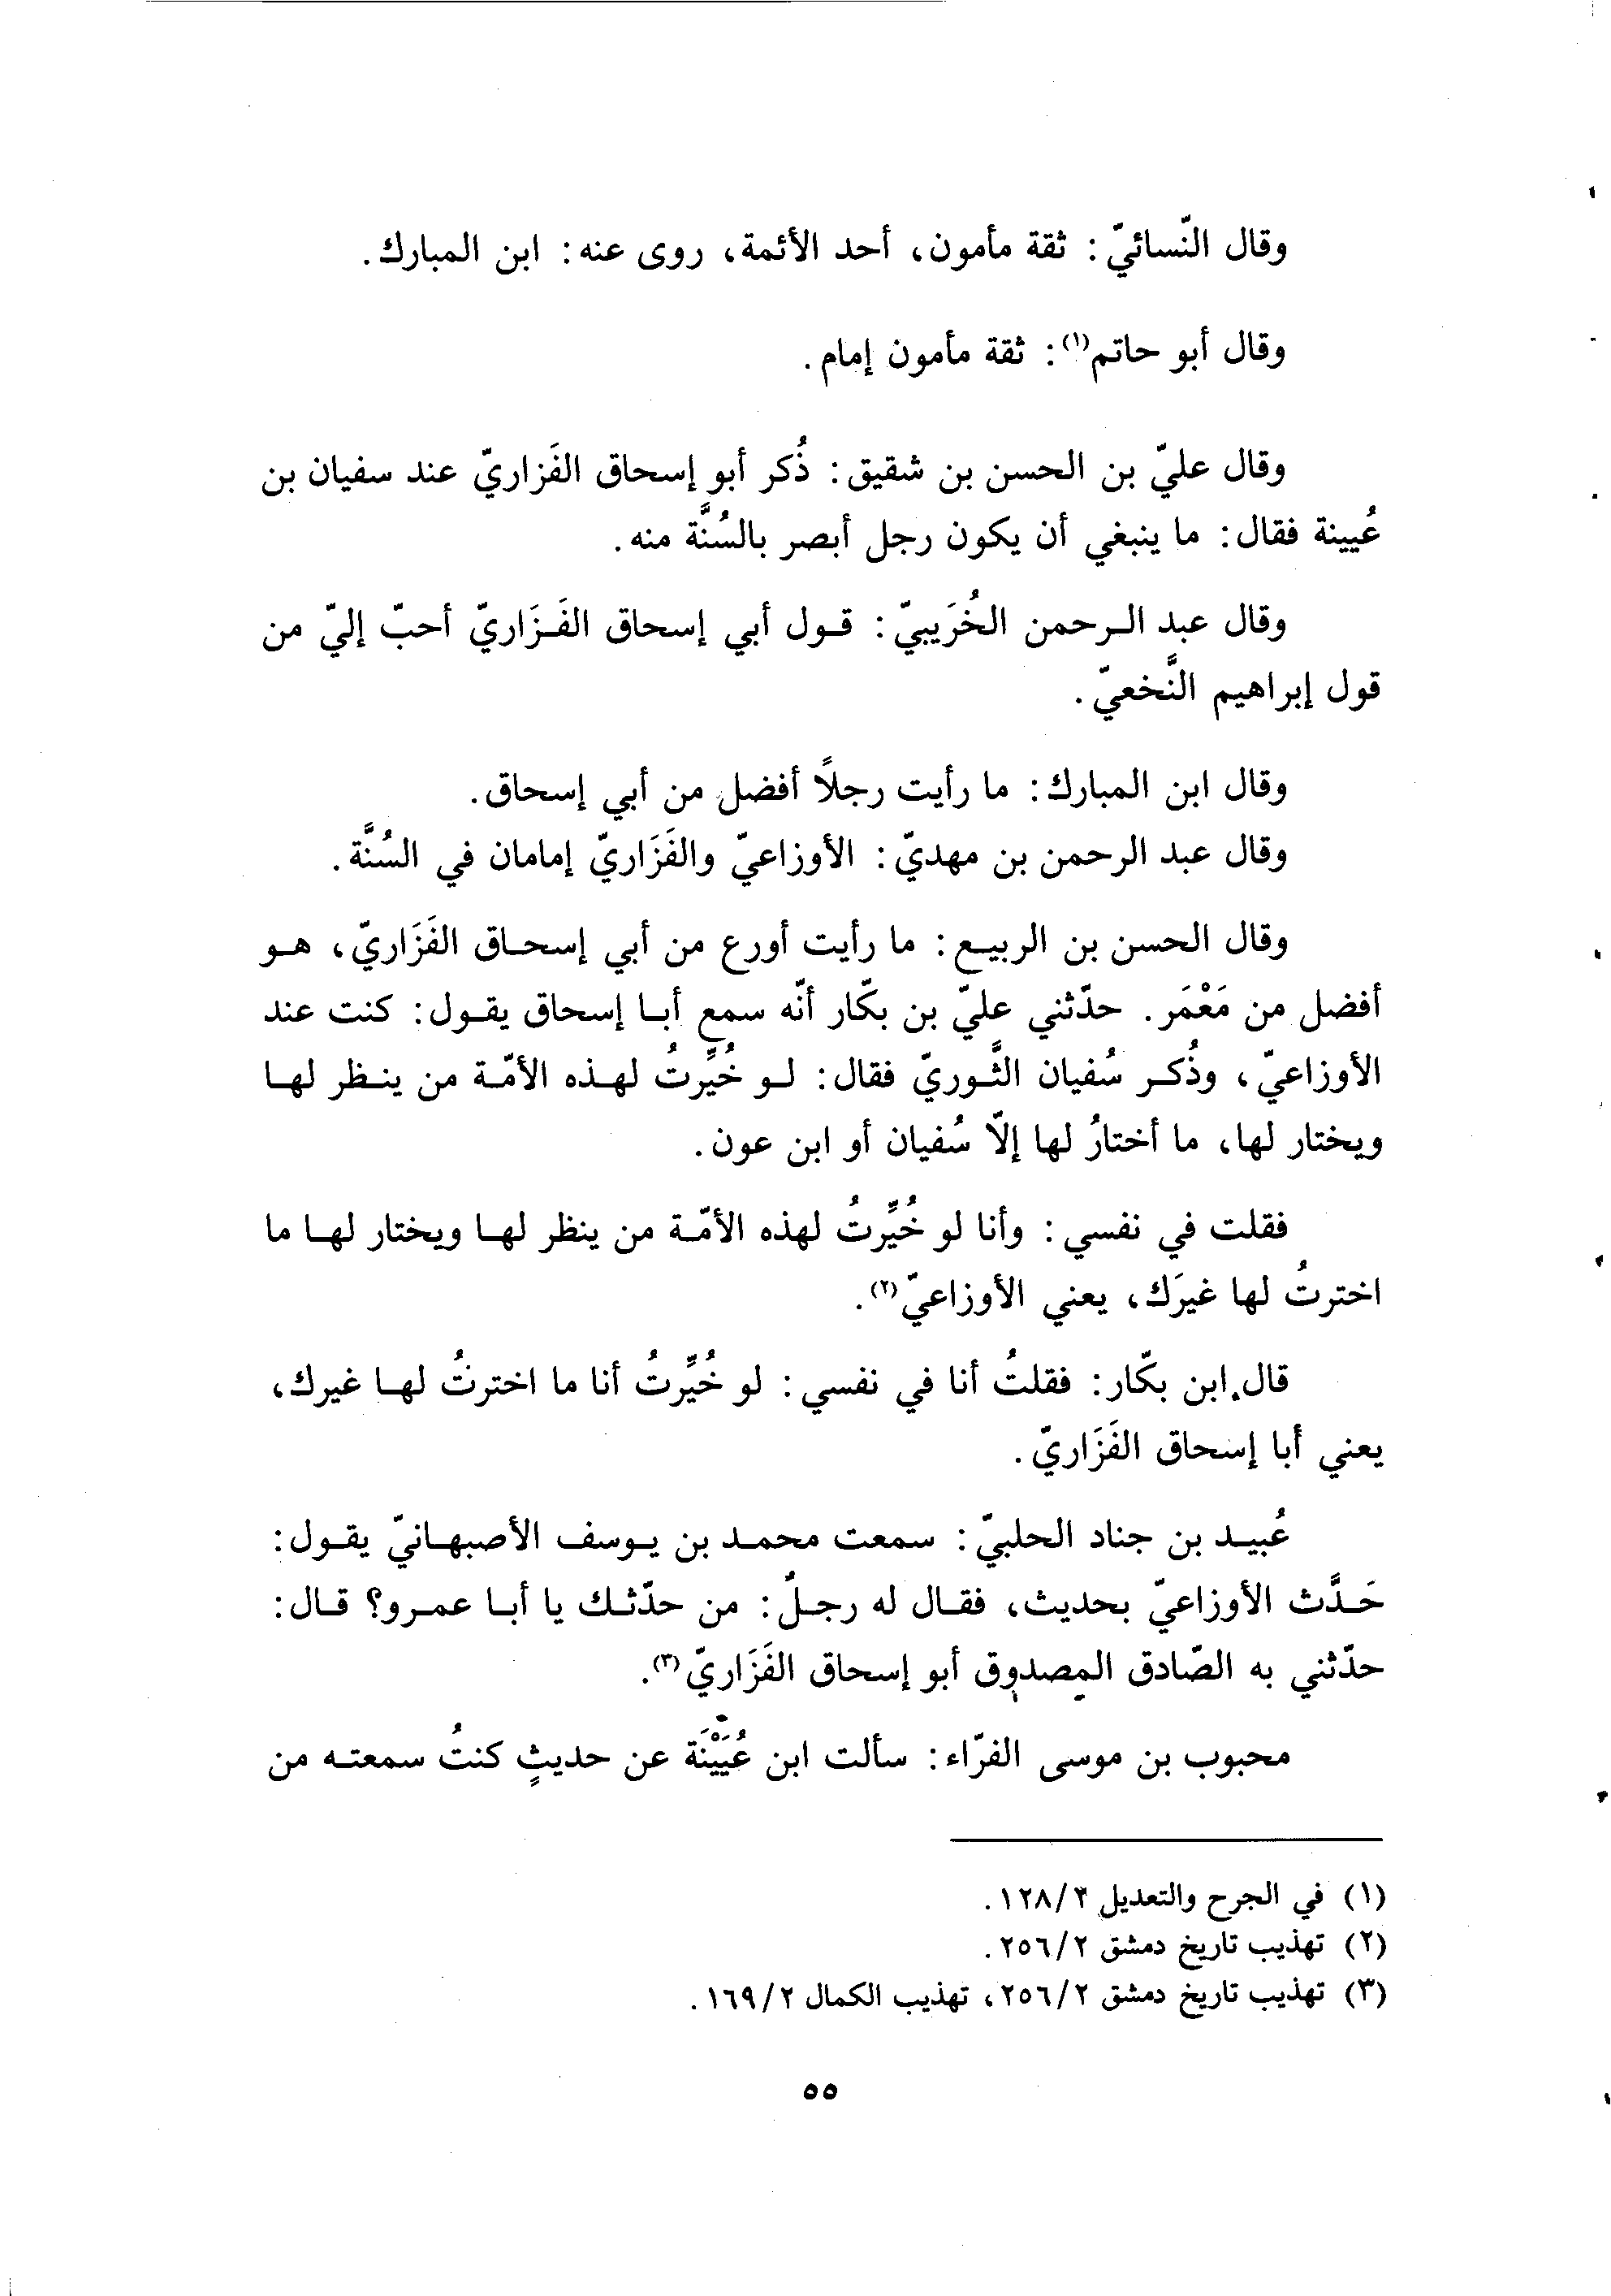 وقال النّسائيّ: ثقة مأمون، أحد الأئمة، روى عنه: ابن المبارك.
وقال أبو حاتم(١): ثقة مأمون إمام.
وقال عليّ بن الحسن بن شقيق: ذُكر أبو إسحاق الفَزاريّ عند سفيان بن
عُيينة فقال: ما ينبغي أن يكون رجل أبصر بالسُنَّة منه.
وقال عبد الرحمن الخُرَيبيّ: قول أبي إسحاق الفَزَاريّ أحبّ إليّ من
قول إبراهيم النَّخعيّ.
وقال ابن المبارك: ما رأيت رجلاً أفضل من أبي إسحاق.
وقال عبد الرحمن بن مهديّ: الأوزاعيّ والفَزَاريّ إمامان في السُنَّة.
وقال الحسن بن الربيع: ما رأيت أورع من أبي إسحاق الفَزَاريّ، هو
أفضل من مَعْمَر. حدّثني عليّ بن بكّار أنّه سمع أبا إسحاق يقول: كنت عند
الأوزاعيّ، وذُكر سُفيان الثَّوريّ فقال: لو خُيِّرتُ لهذه الأمّة من ينظر لها
ويختار لها، ما أختارُ لها إلّا سُفيان أو ابن عون.
فقلت في نفسي: وأنا لو خُيِّرتُ لهذه الأمّة من ينظر لها ويختار لها ما
اخترتُ لها غيرَك، يعني الأوزاعيّ(٢).
قال ابن بكّار: فقلتُ أنا في نفسي: لو خُيِّرتُ أنا ما اخترتُ لها غيرك،
يعني أبا إسحاق الفَزَاريّ.
عُبيد بن جناد الحلبيّ: سمعت محمد بن يوسف الأصبهانيّ يقول:
حَدَّث الأوزاعيّ بحديث، فقال له رجلٌ: من حدّثك يا أبا عمرو؟ قال:
حدّثني به الصّادق المصدوق أبو إسحاق الفَزَاريّ(٣).
محبوب بن موسى الفرّاء: سألت ابن عُيَيْنَة عن حديثٍ كنتُ سمعته من
(١) في الجرح والتعديل ١٢٨/٢.
(٢) تهذيب تاريخ دمشق ٢٥٦/٢.
(٣) تهذيب تاريخ دمشق ٢٥٦/٢، تهذيب الكمال ١٦٩/٢.
٥٥